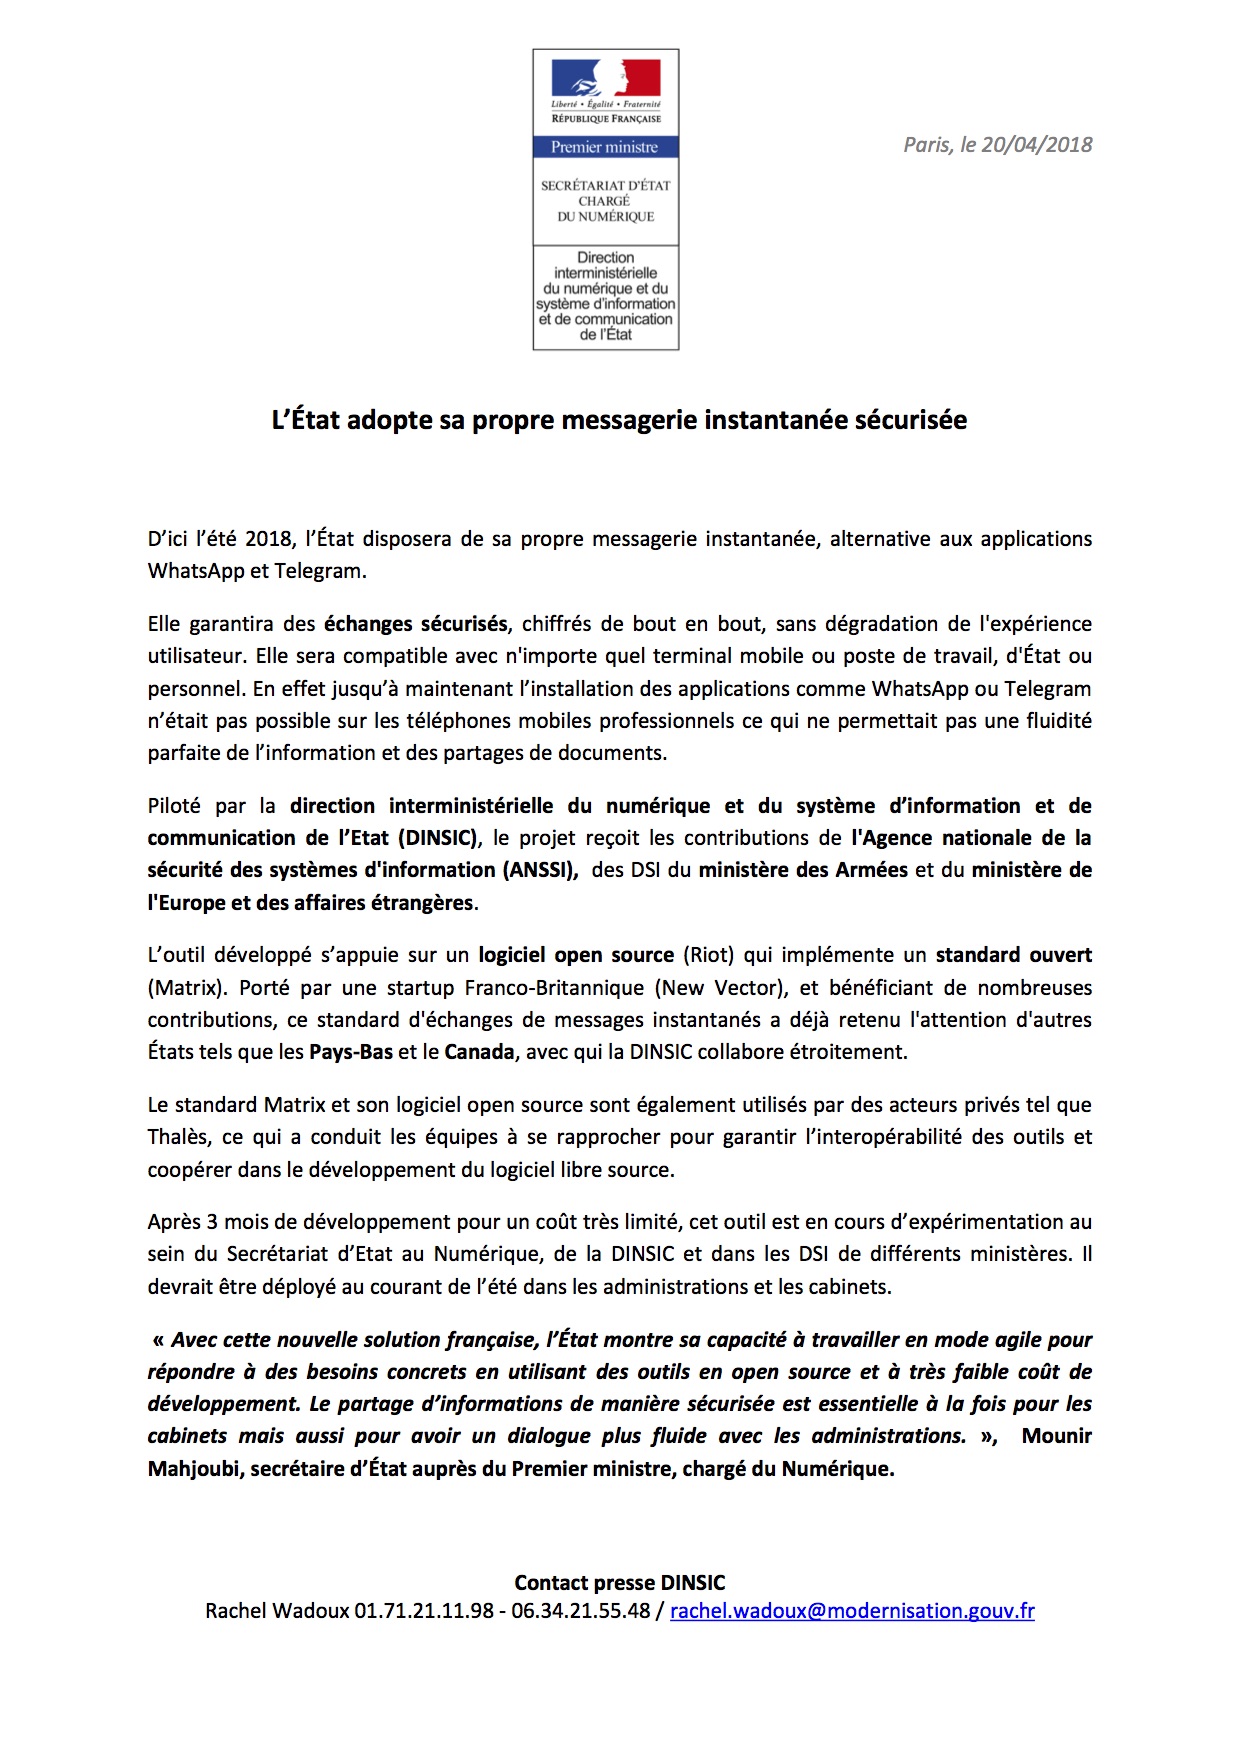 Liberté • Égalité • Fraternité
RÉPUBLIQUE FRANÇAISE
Premier ministre
SECRÉTARIAT D'ÉTAT
CHARGÉ
DU NUMÉRIQUE
Direction
interministérielle
du numérique et du
système d'information
et de communication
de l'État
Paris, le 20/04/2018
L’État adopte sa propre messagerie instantanée sécurisée
D’ici l’été 2018, l’État disposera de sa propre messagerie instantanée, alternative aux applications
WhatsApp et Telegram.
Elle garantira des échanges sécurisés, chiffrés de bout en bout, sans dégradation de l'expérience
utilisateur. Elle sera compatible avec n'importe quel terminal mobile ou poste de travail, d'État ou
personnel. En effet jusqu’à maintenant l’installation des applications comme WhatsApp ou Telegram
n’était pas possible sur les téléphones mobiles professionnels ce qui ne permettait pas une fluidité
parfaite de l’information et des partages de documents.
Piloté par la direction interministérielle du numérique et du système d’information et de
communication de l’Etat (DINSIC), le projet reçoit les contributions de l'Agence nationale de la
sécurité des systèmes d'information (ANSSI), des DSI du ministère des Armées et du ministère de
l'Europe et des affaires étrangères.
L’outil développé s’appuie sur un logiciel open source (Riot) qui implémente un standard ouvert
(Matrix). Porté par une startup Franco-Britannique (New Vector), et bénéficiant de nombreuses
contributions, ce standard d'échanges de messages instantanés a déjà retenu l'attention d'autres
États tels que les Pays-Bas et le Canada, avec qui la DINSIC collabore étroitement.
Le standard Matrix et son logiciel open source sont également utilisés par des acteurs privés tel que
Thalès, ce qui a conduit les équipes à se rapprocher pour garantir l’interopérabilité des outils et
coopérer dans le développement du logiciel libre source.
Après 3 mois de développement pour un coût très limité, cet outil est en cours d’expérimentation au
sein du Secrétariat d’Etat au Numérique, de la DINSIC et dans les DSI de différents ministères. Il
devrait être déployé au courant de l’été dans les administrations et les cabinets.
« Avec cette nouvelle solution française, l’État montre sa capacité à travailler en mode agile pour
répondre à des besoins concrets en utilisant des outils en open source et à très faible coût de
développement. Le partage d’informations de manière sécurisée est essentielle à la fois pour les
cabinets mais aussi pour avoir un dialogue plus fluide avec les administrations. », Mounir
Mahjoubi, secrétaire d’État auprès du Premier ministre, chargé du Numérique.
Contact presse DINSIC
Rachel Wadoux 01.71.21.11.98 - 06.34.21.55.48 / rachel.wadoux@modernisation.gouv.fr